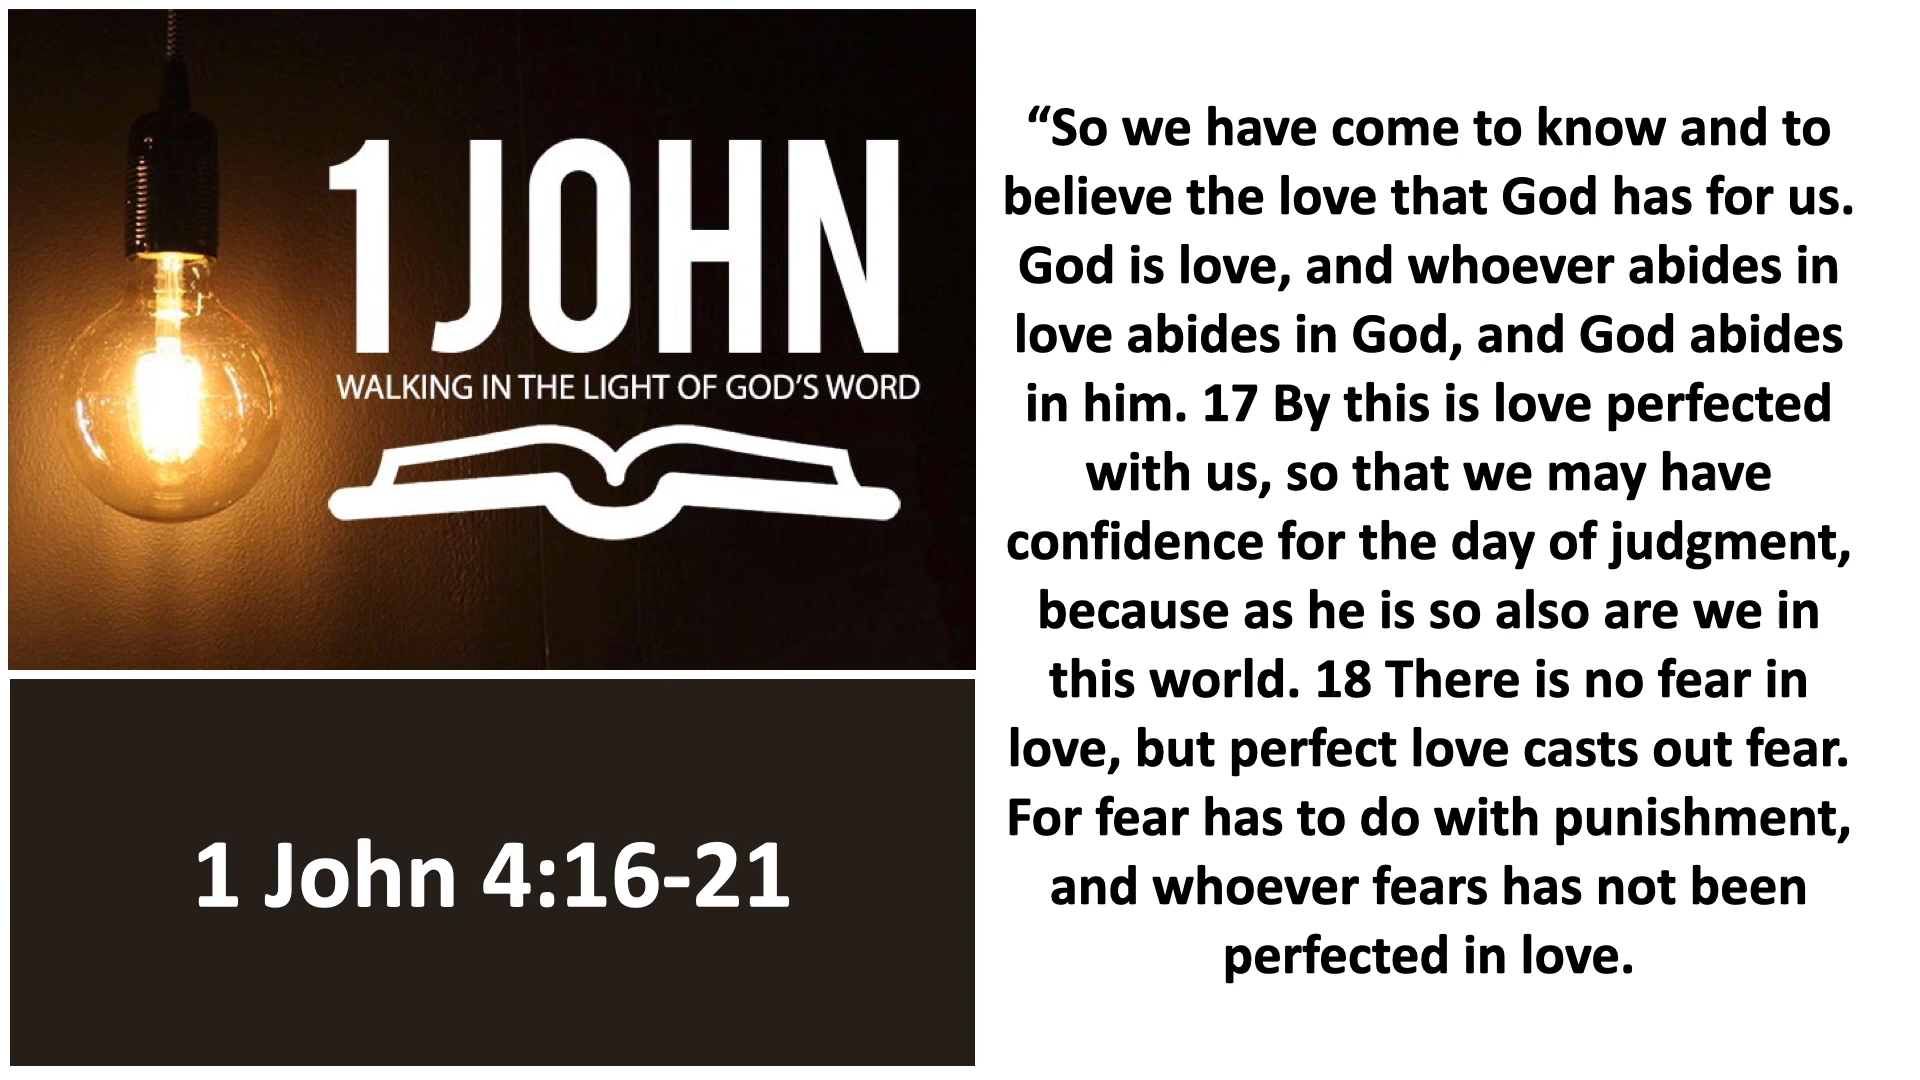 1 JOHN
WALKING IN THE LIGHT OF GOD'S WORD
1 John 4:16-21
“So we have come to know and to
believe the love that God has for us.
God is love, and whoever abides in
love abides in God, and God abides
in him. 17 By this is love perfected
with us, so that we may have
confidence for the day of judgment,
because as he is so also are we in
this world. 18 There is no fear in
love, but perfect love casts out fear.
For fear has to do with punishment,
and whoever fears has not been
perfected in love.